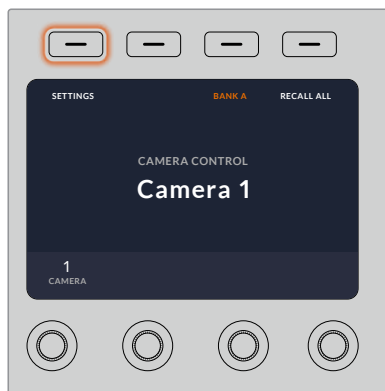 SETTINGS BANK A RECALL ALL
CAMERA CONTROL
Camera 1
1
CAMERA